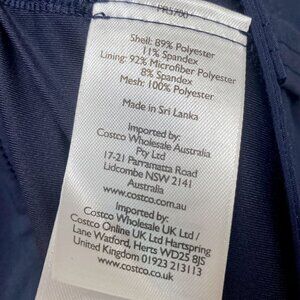 PR5700
Shell: 89% Polyester
11% Spandex
Lining: 92% Microfiber Polyester
8% Spandex
Mesh: 100% Polyester
Made in Sri Lanka
Imported by:
Costco Wholesale Australia
Pty Ltd
17-21 Parramatta Road
Lidcombe NSW 2141
Australia
www.costco.com.au
Imported by:
Costco Wholesale UK Ltd/
Costco Online UK Ltd Hartspring
Lane Watford, Herts WD25 8JS
United Kingdom 01923 213113
www.costco.co.uk